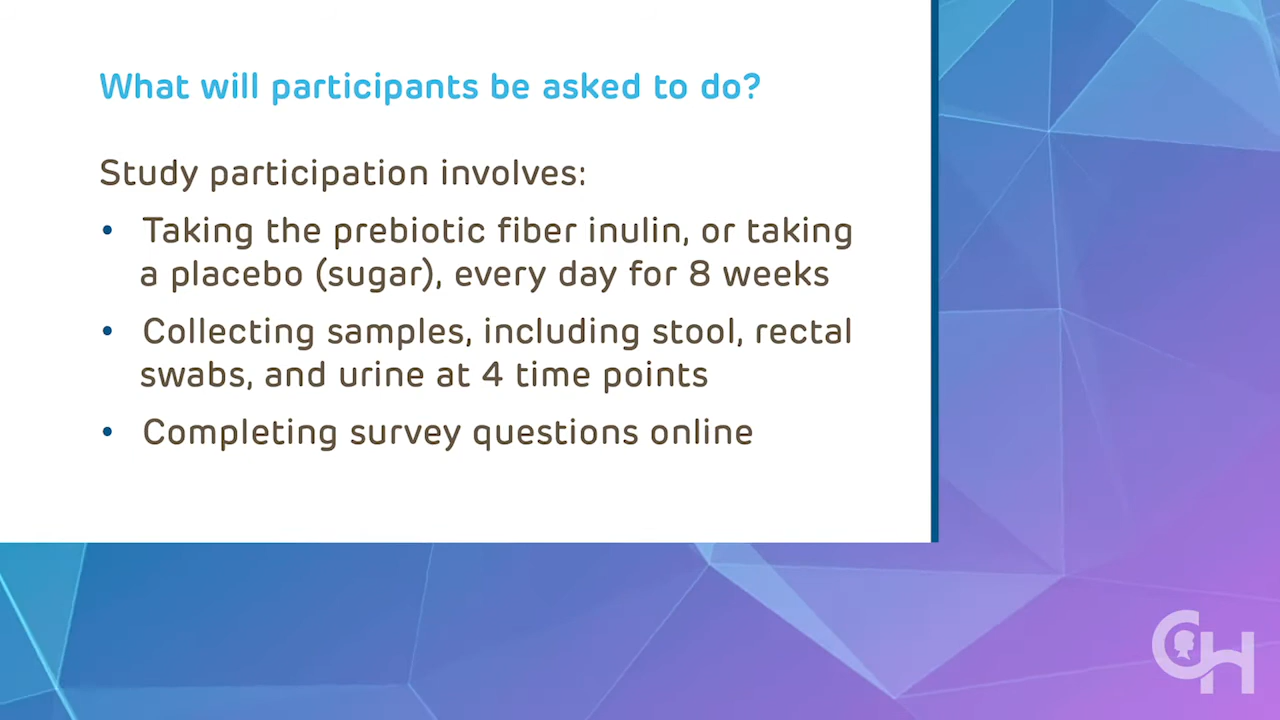 What will participants be asked to do?
Study participation involves:
• Taking the prebiotic fiber inulin, or taking
a placebo (sugar), every day for 8 weeks
• Collecting samples, including stool, rectal
swabs, and urine at 4 time points
• Completing survey questions online
CH